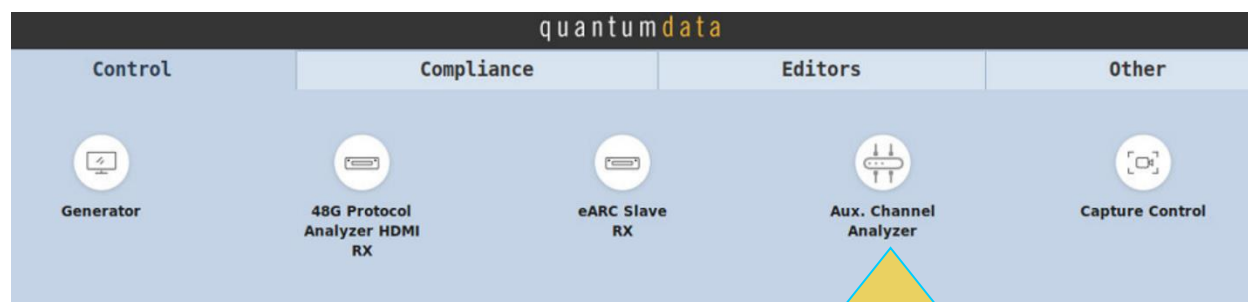 quantumdata
Control Compliance Editors Other
Generator
48G Protocol
Analyzer HDMI
RX
eARC Slave
RX
Aux. Channel
Analyzer
Capture Control